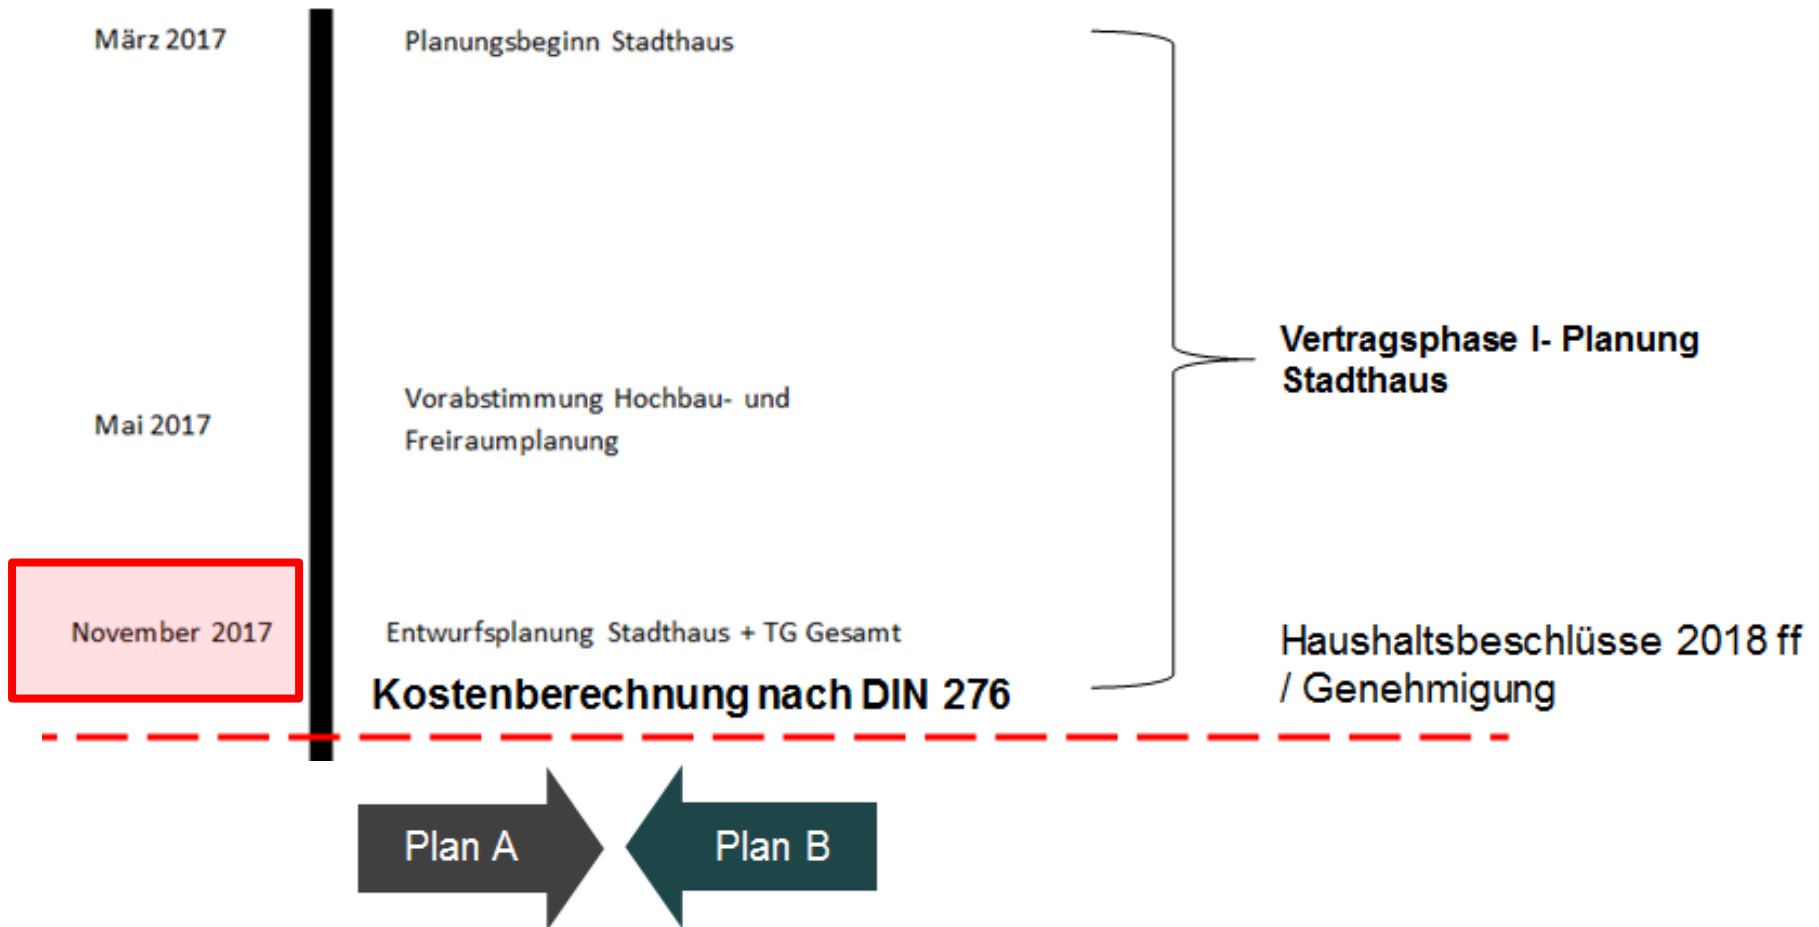 März 2017
Planungsbeginn Stadthaus
Vertragsphase I- Planung
Stadthaus
Mai 2017
Vorabstimmung Hochbau- und
Freiraumplanung
November 2017
Entwurfsplanung Stadthaus + TG Gesamt
Kostenberechnung nach DIN 276
Haushaltsbeschlüsse 2018 ff
/ Genehmigung
Plan A
Plan B